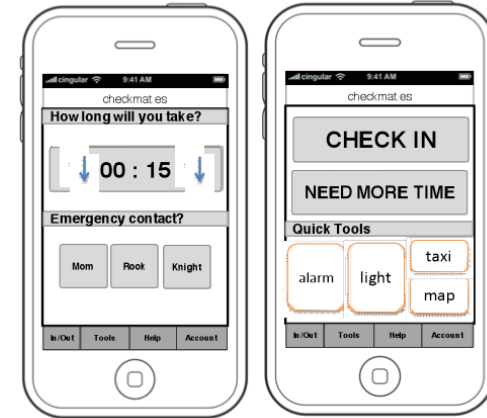 cingular 9:41 AM
checkmat es
How long will you take?
00 : 15
Emergency contact?
Mom Rook Knight
In/Out Tools Help Account
cingular 9:41 AM
checkmat es
CHECK IN
NEED MORE TIME
Quick Tools
alarm light taxi
map
In/Out Tools Help Account